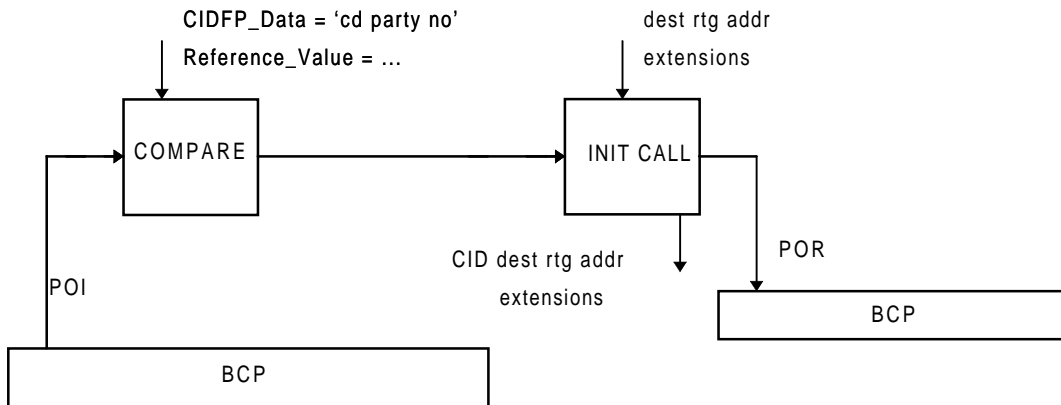 CIDFP_Data = ‘cd party no’
Reference_Value = ...
dest rtg addr
extensions
COMPARE
INIT CALL
CID dest rtg addr
extensions
POR
POI
BCP
BCP